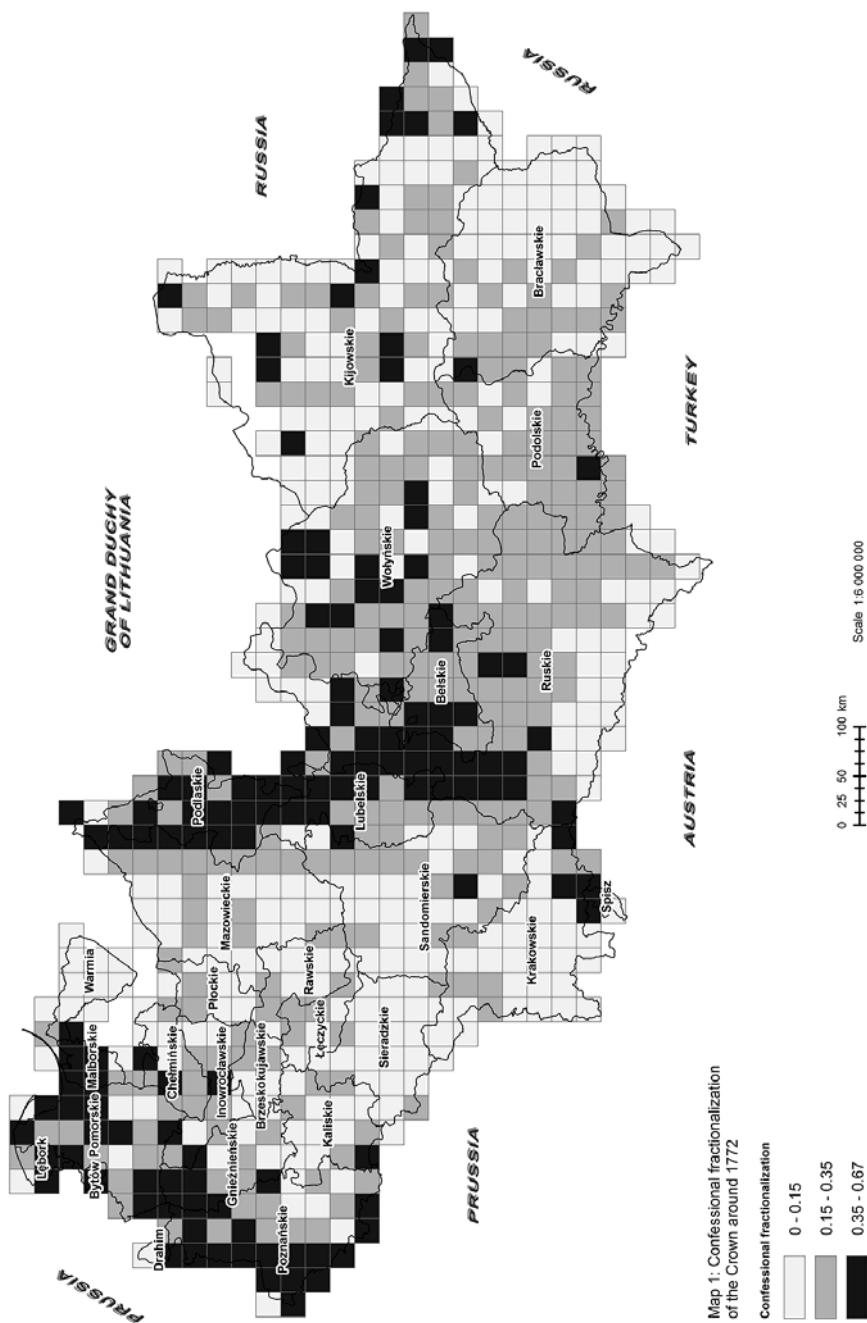 PRUSSIA
Lębork
Bytów Pomorskie Malborskie
Warmia
Drahim
Chełmińskie
Inowrocławskie
Gnieźnieńskie
Brzeskokujawskie
Płockie
Mazowieckie
Podlaskie
Poznańskie
Kaliskie
Łęczyckie
Rawskie
Sieradzkie
Sandomierskie
Lubelskie
Krakowskie
Spisz
Bełskie
Ruskie
Wołyńskie
Kijowskie
Podolskie
Bracławskie
GRAND DUCHY
OF LITHUANIA
RUSSIA
RUSSIA
PRUSSIA
AUSTRIA
TURKEY
Map 1: Confessional fractionalization
of the Crown around 1772
Confessional fractionalization
0 - 0.15
0.15 - 0.35
0.35 - 0.67
0 25 50 100 km
Scale 1:6 000 000